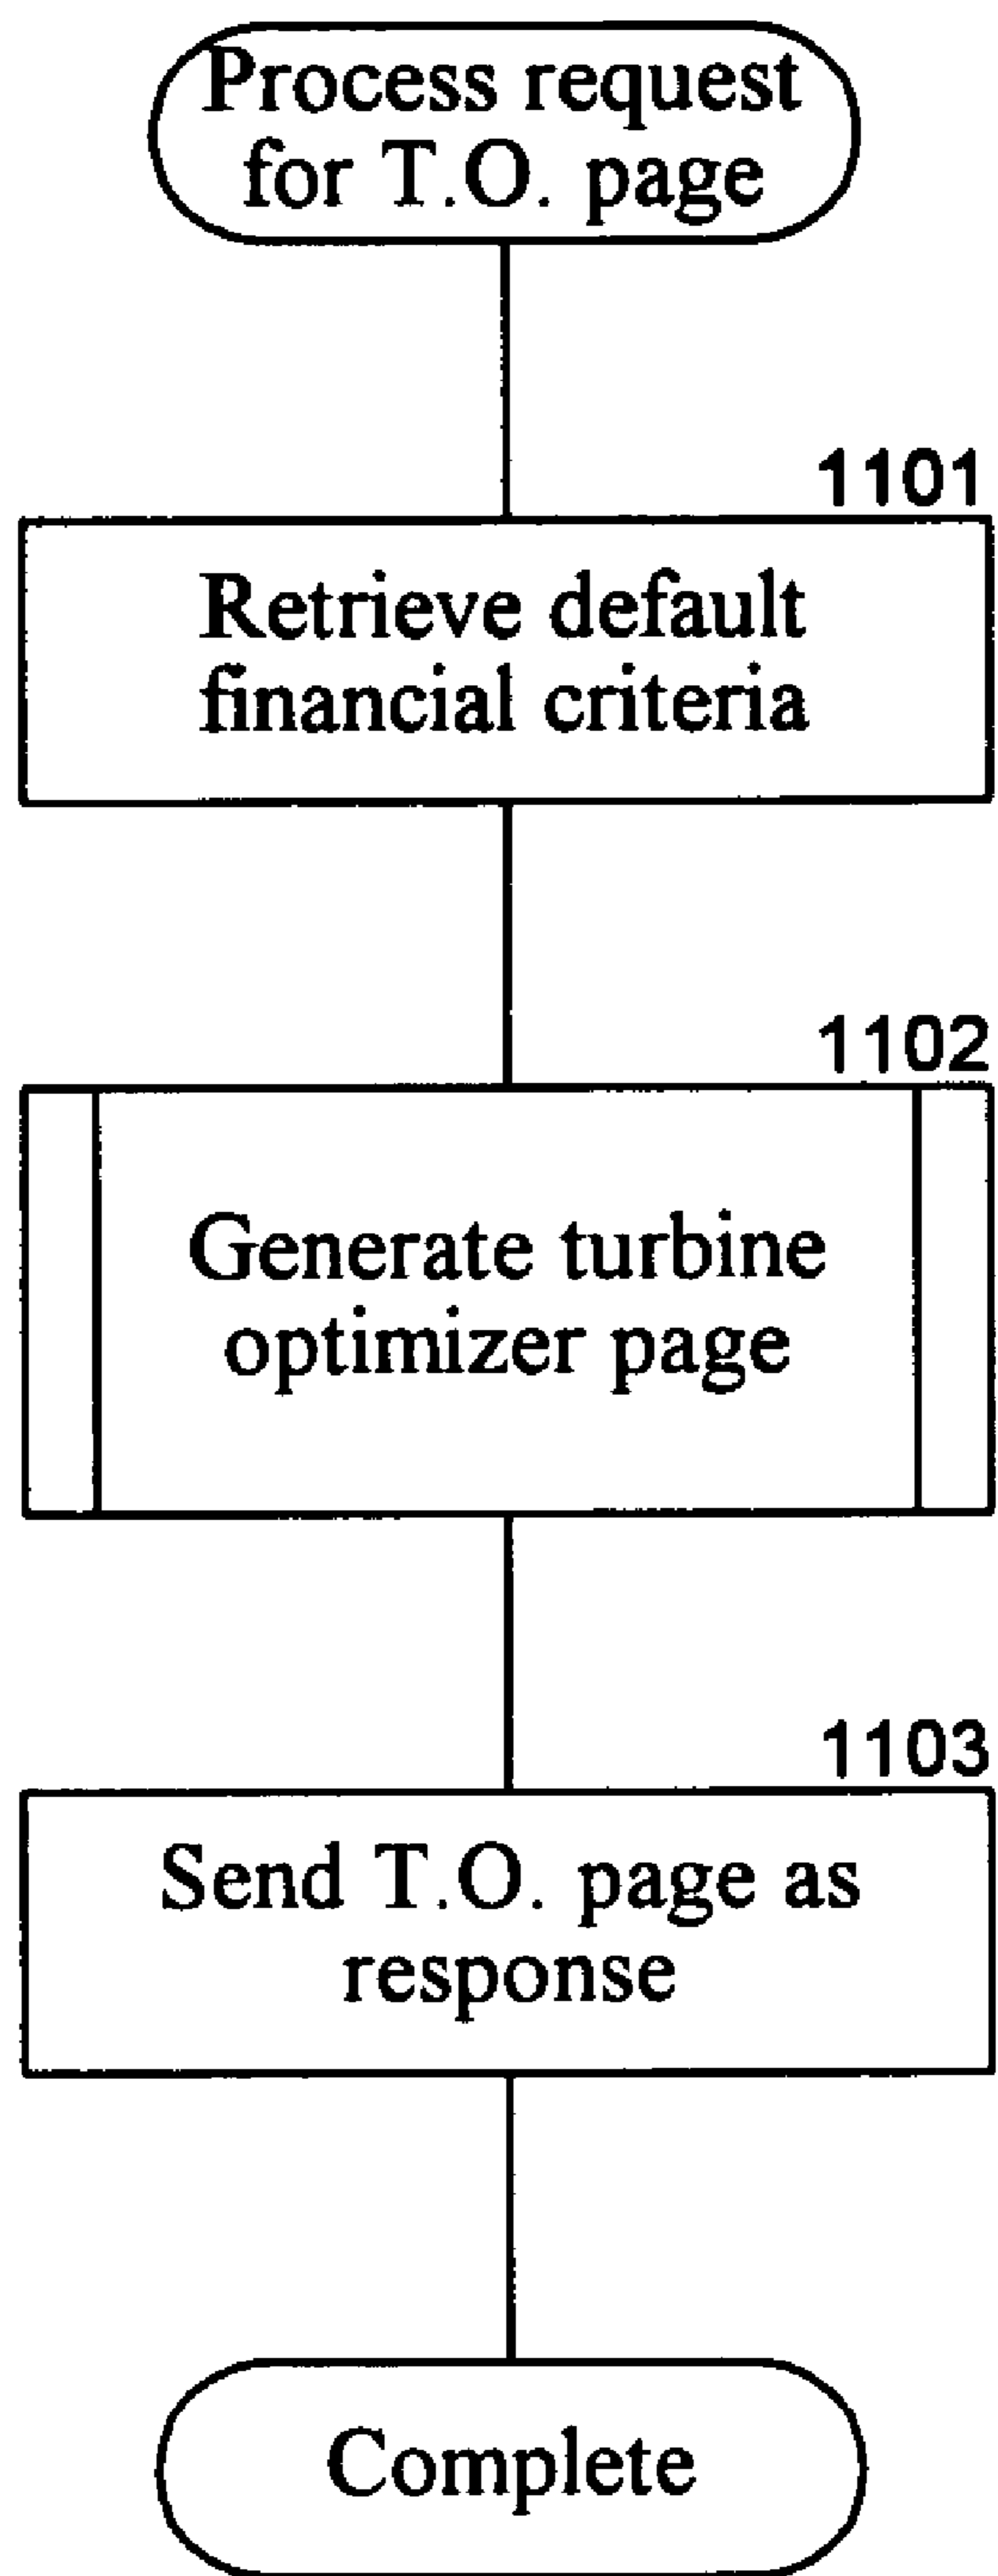 Process request
for T.O. page
1101
Retrieve default
financial criteria
1102
Generate turbine
optimizer page
1103
Send T.O. page as
response
Complete